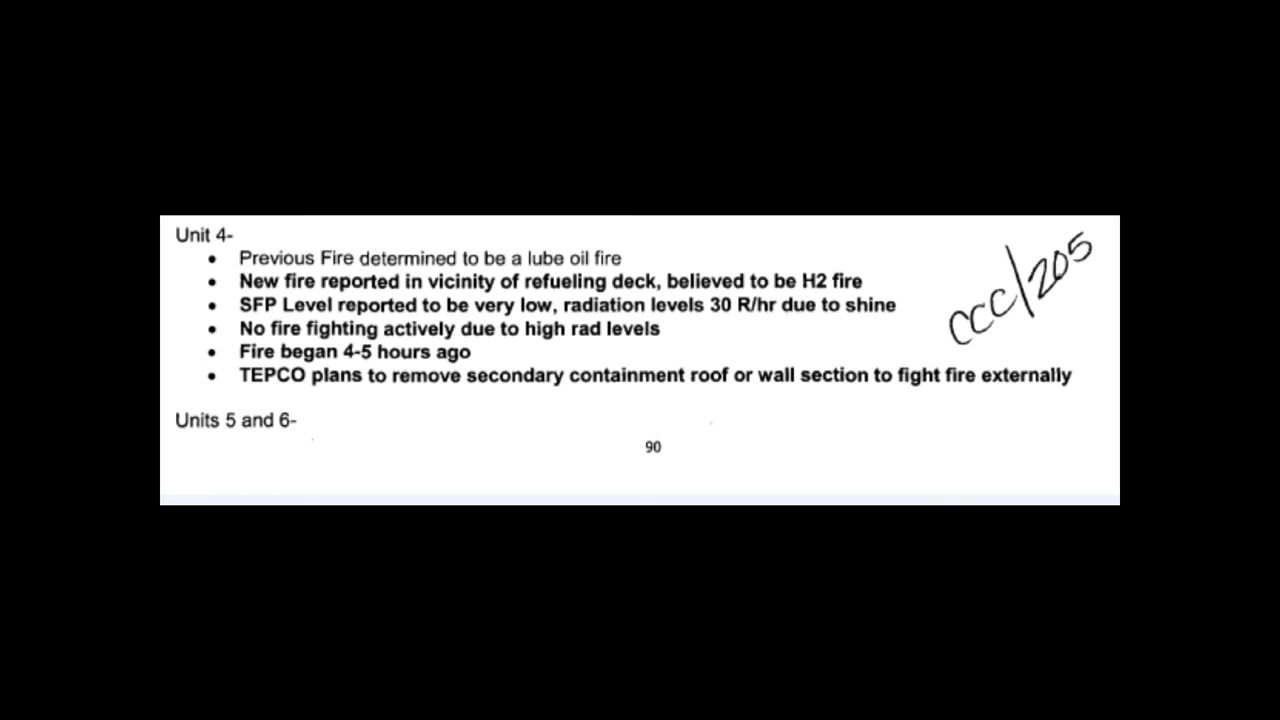 Unit 4-
• Previous Fire determined to be a lube oil fire
• New fire reported in vicinity of refueling deck, believed to be H2 fire
• SFP Level reported to be very low, radiation levels 30 R/hr due to shine
• No fire fighting actively due to high rad levels
• Fire began 4-5 hours ago
• TEPCO plans to remove secondary containment roof or wall section to fight fire externally
CCC/205
Units 5 and 6-
90